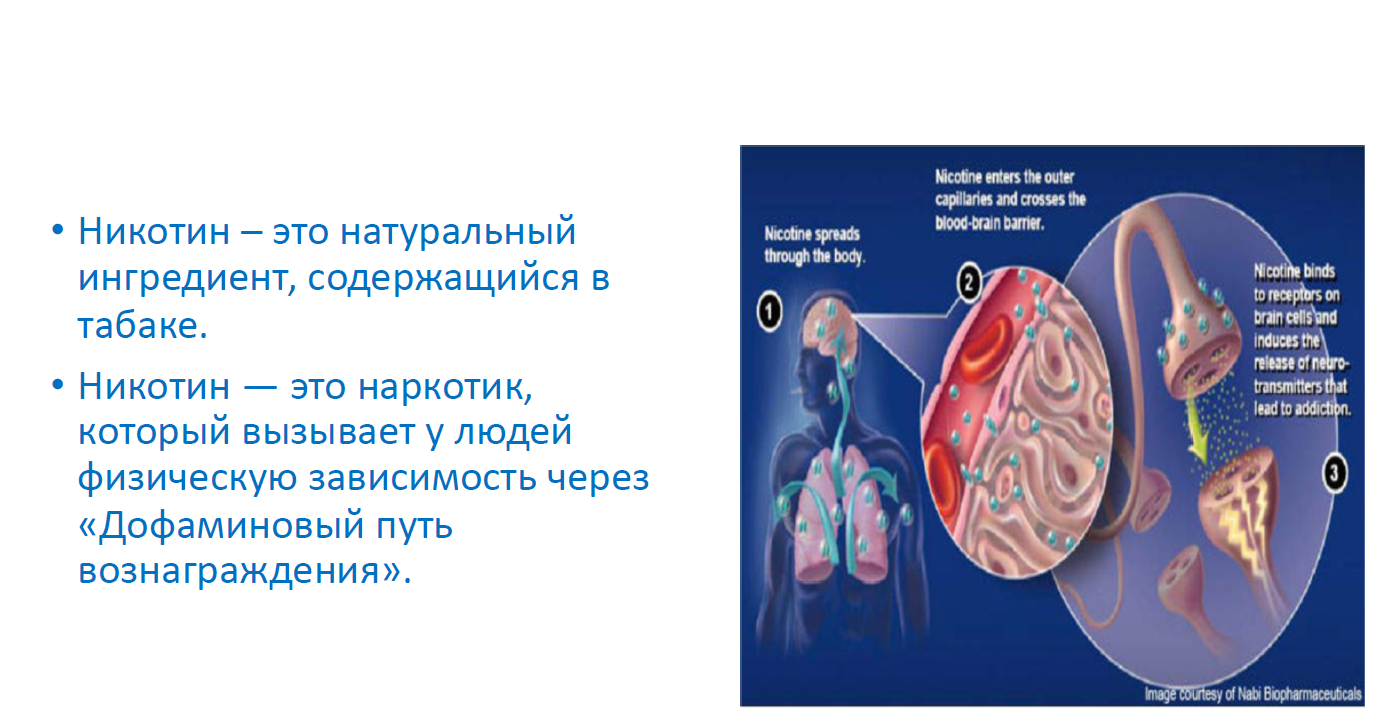 • Никотин – это натуральный
ингредиент, содержащийся в
табаке.
• Никотин — это наркотик,
который вызывает у людей
физическую зависимость через
«Дофаминовый путь
вознаграждения».
Nicotine spreads
through the body.
1
Nicotine enters the outer
capillaries and crosses the
blood-brain barrier.
2
Nicotine binds
to receptors on
brain cells and
induces the
release of neuro-
transmitters that
lead to addiction.
3
Image courtesy of Nabi Biopharmaceuticals